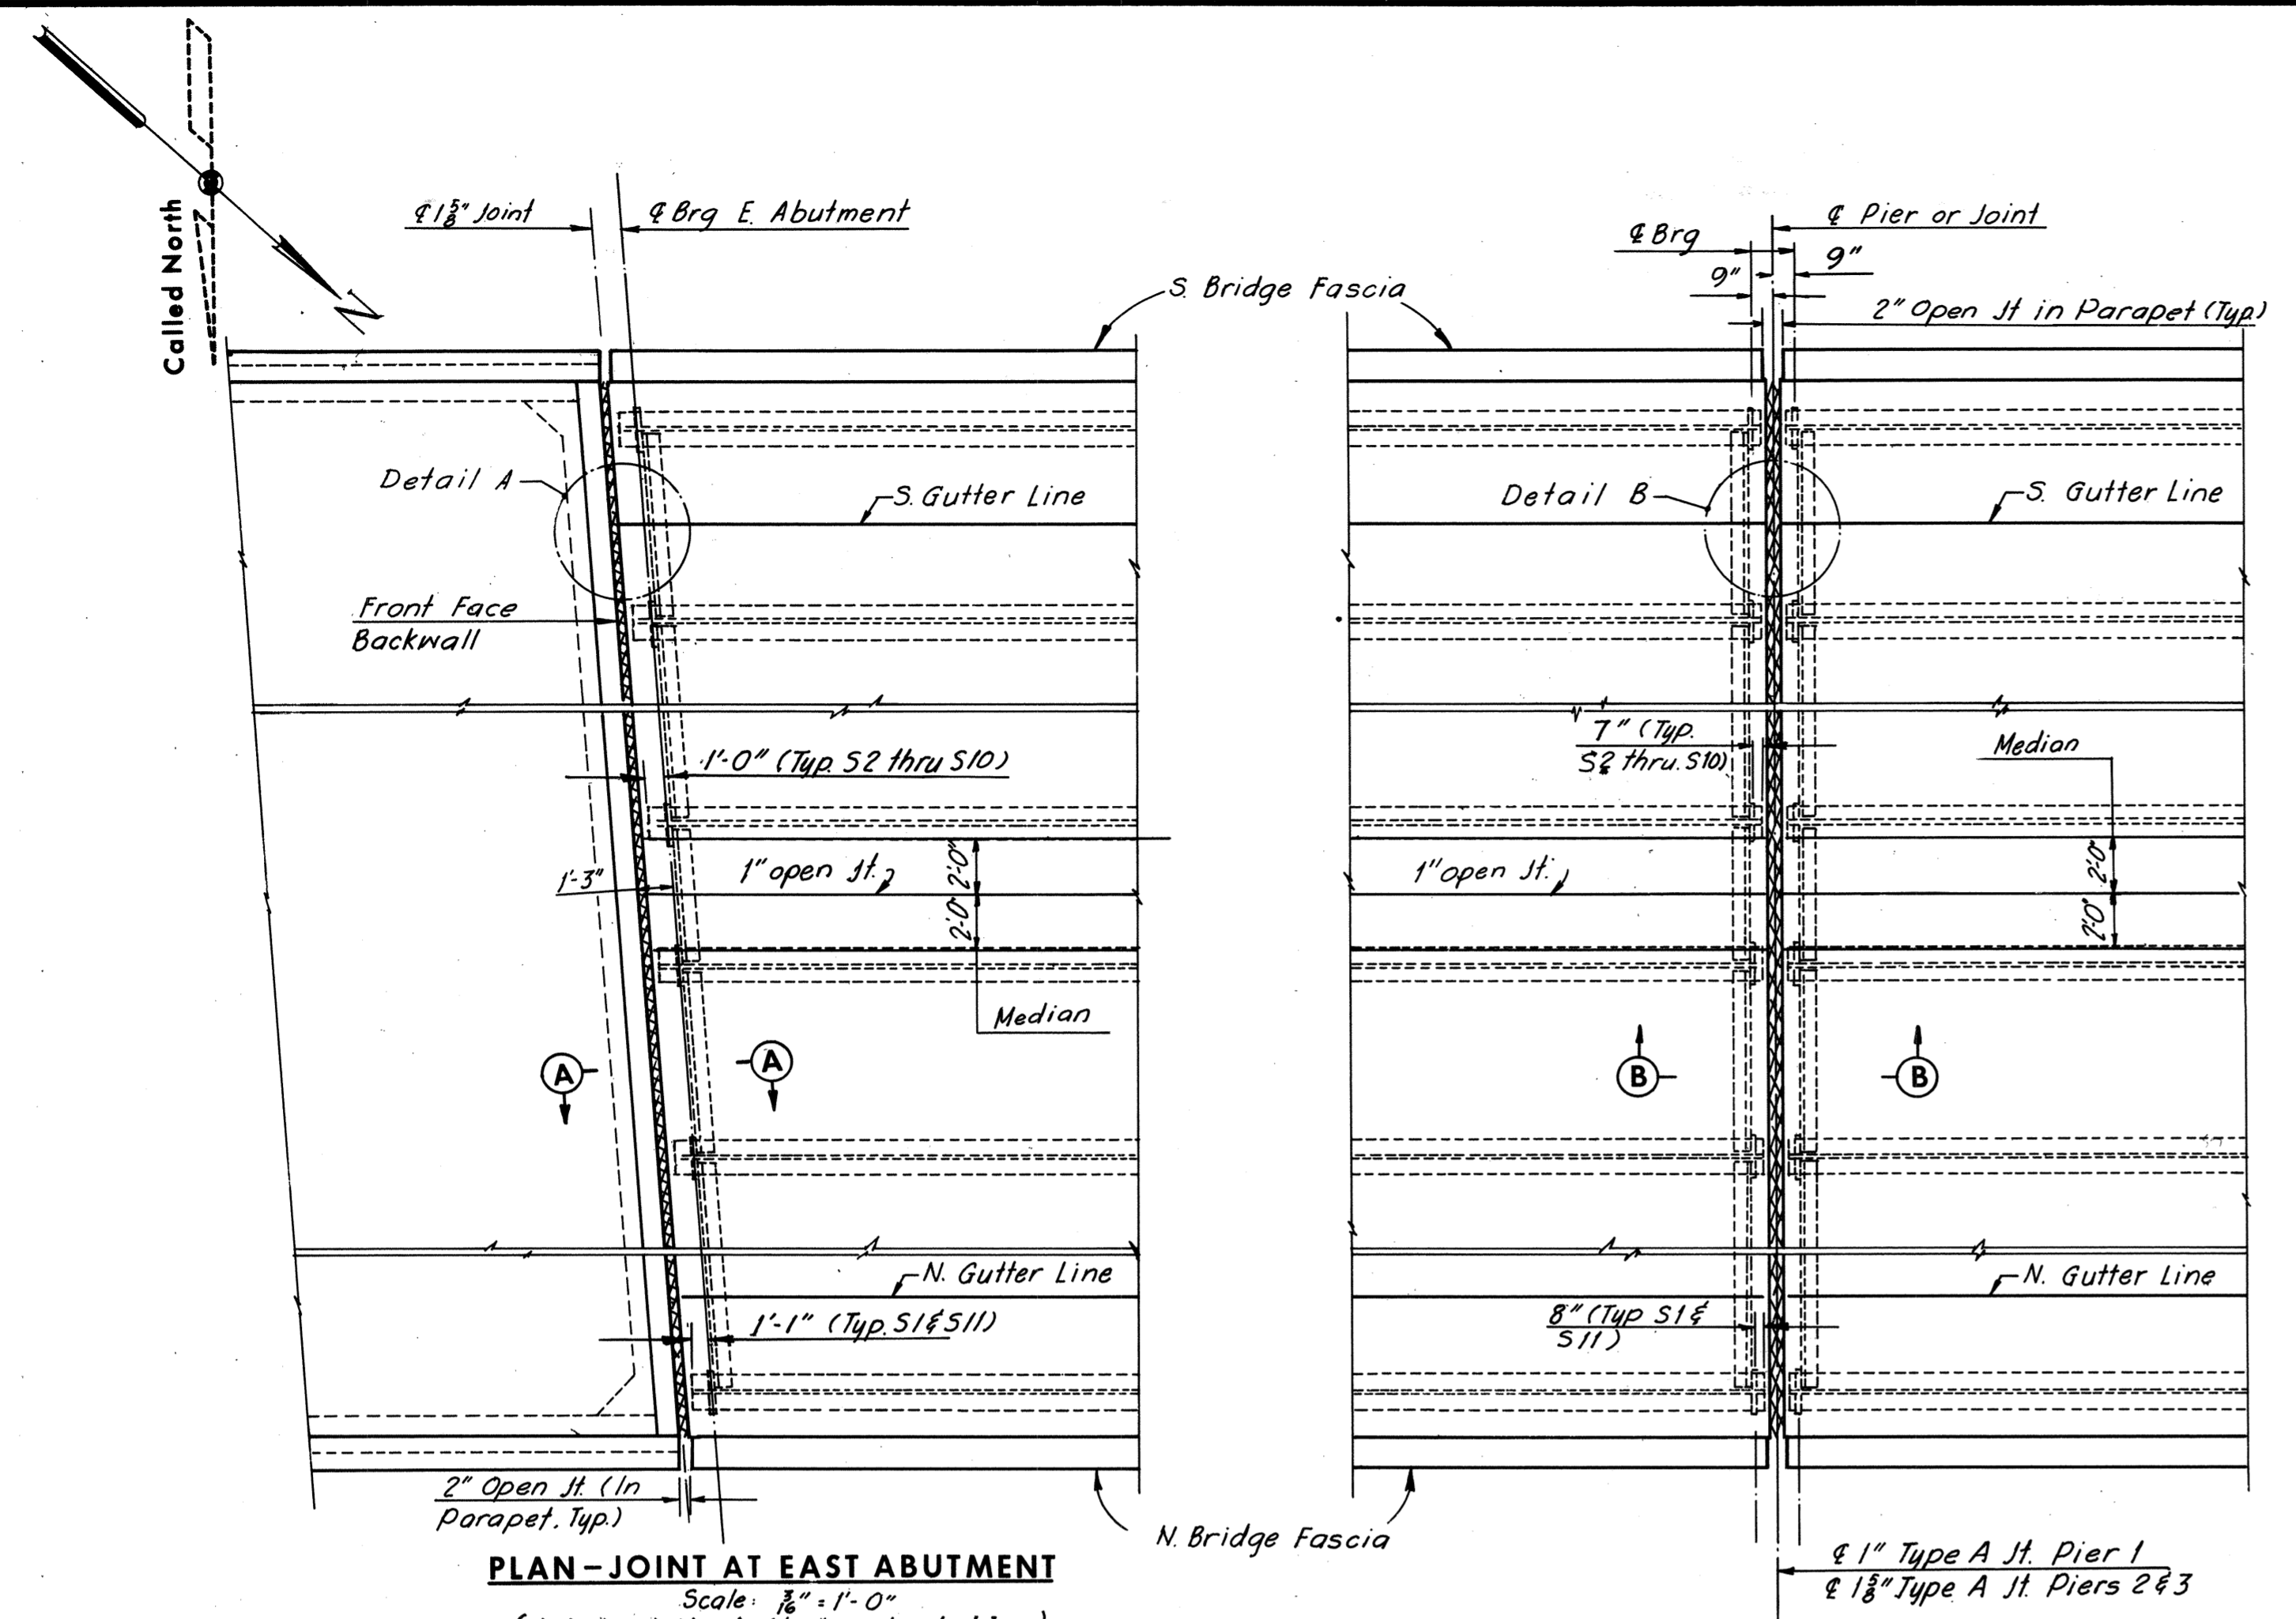 Called North
N
℄ 1 5/8" Joint
℄ Brg E. Abutment
℄ Pier or Joint
℄ Brg
9"
9"
S. Bridge Fascia
2" Open Jt in Parapet (Typ.)
Detail A
S. Gutter Line
Detail B
S. Gutter Line
Front Face
Backwall
1'-0" (Typ. S2 thru S10)
7" (Typ.
S2 thru. S10)
Median
1'-3"
1" open Jt.
2'-0"
2'-0"
1" open Jt.
2'-0"
2'-0"
Median
A
A
B
B
N. Gutter Line
N. Gutter Line
1'-1" (Typ. S1 & S11)
8" (Typ S1 &
S11)
2" Open Jt. (In
Parapet. Typ.)
N. Bridge Fascia
PLAN-JOINT AT EAST ABUTMENT
Scale: 3/16" = 1'-0"
℄ 1" Type A Jt. Pier 1
℄ 1 5/8" Type A Jt. Piers 2 & 3